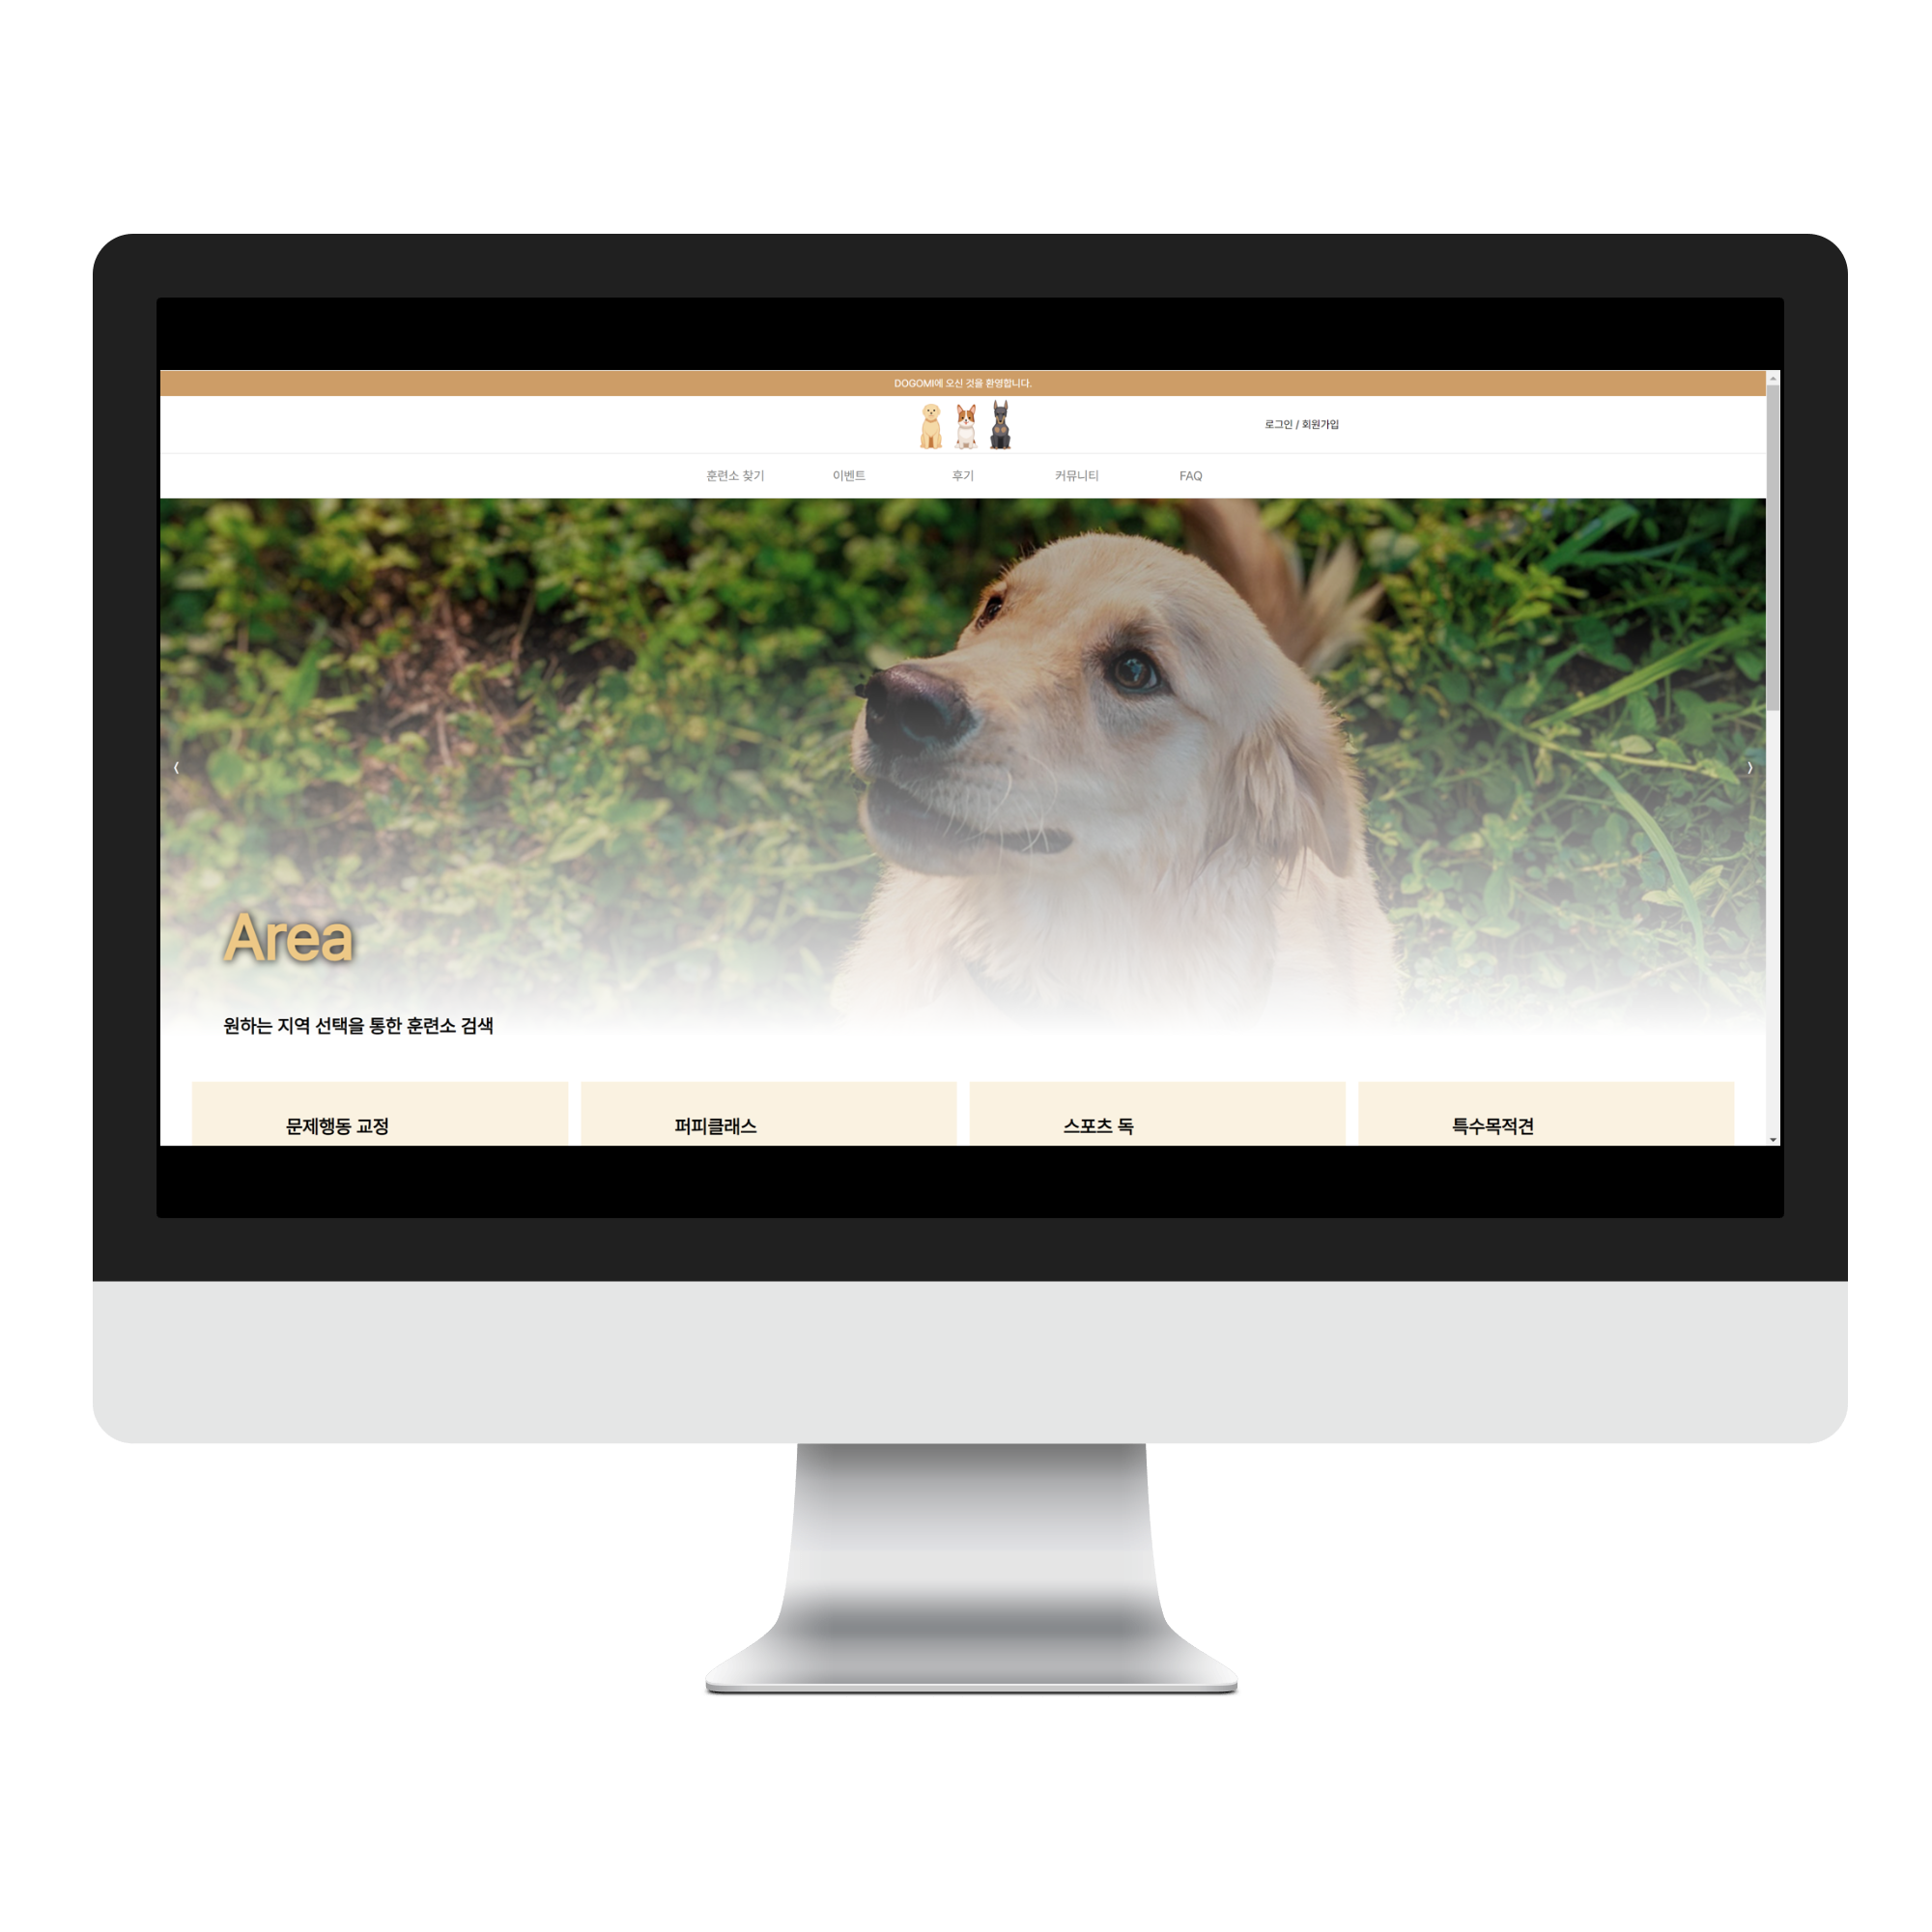 DOGOMI에 오신 것을 환영합니다.
로그인 / 회원가입
훈련소 찾기 이벤트 후기 커뮤니티 FAQ
Area
원하는 지역 선택을 통한 훈련소 검색
문제행동 교정 퍼피클래스 스포츠 독 특수목적견